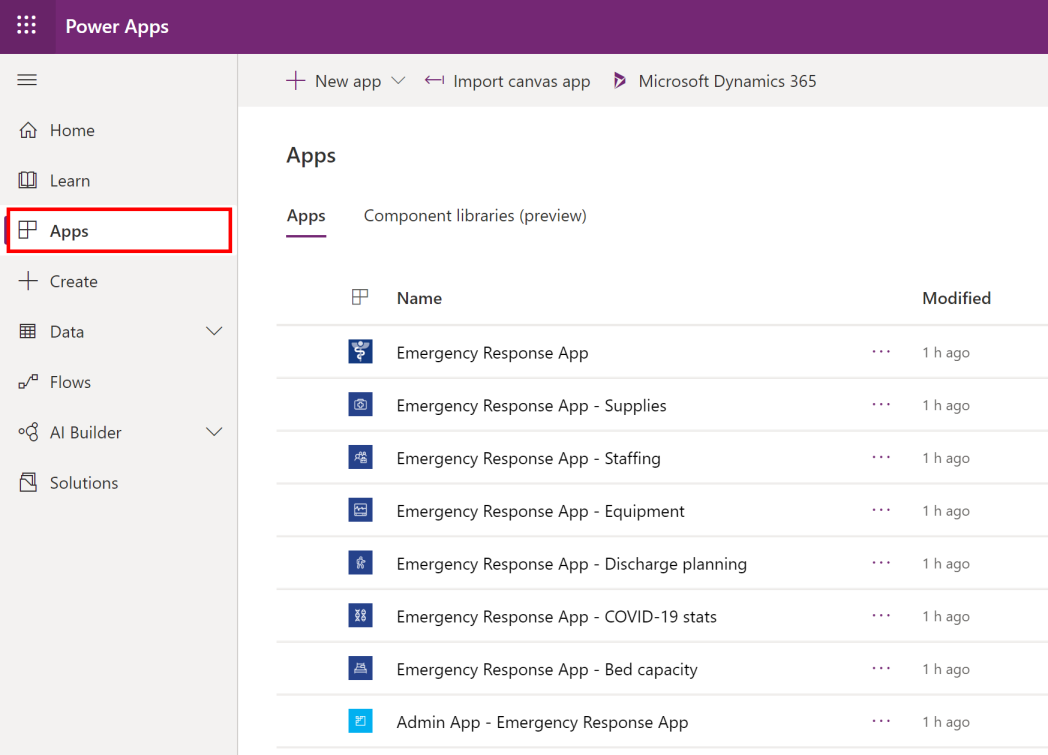 Power Apps
New app
Import canvas app
Microsoft Dynamics 365
Home
Learn
Apps
Create
Data
Flows
AI Builder
Solutions
Apps
Apps
Component libraries (preview)
Name Modified
Emergency Response App ... 1 h ago
Emergency Response App - Supplies ... 1 h ago
Emergency Response App - Staffing ... 1 h ago
Emergency Response App - Equipment ... 1 h ago
Emergency Response App - Discharge planning ... 1 h ago
Emergency Response App - COVID-19 stats ... 1 h ago
Emergency Response App - Bed capacity ... 1 h ago
Admin App - Emergency Response App ... 1 h ago